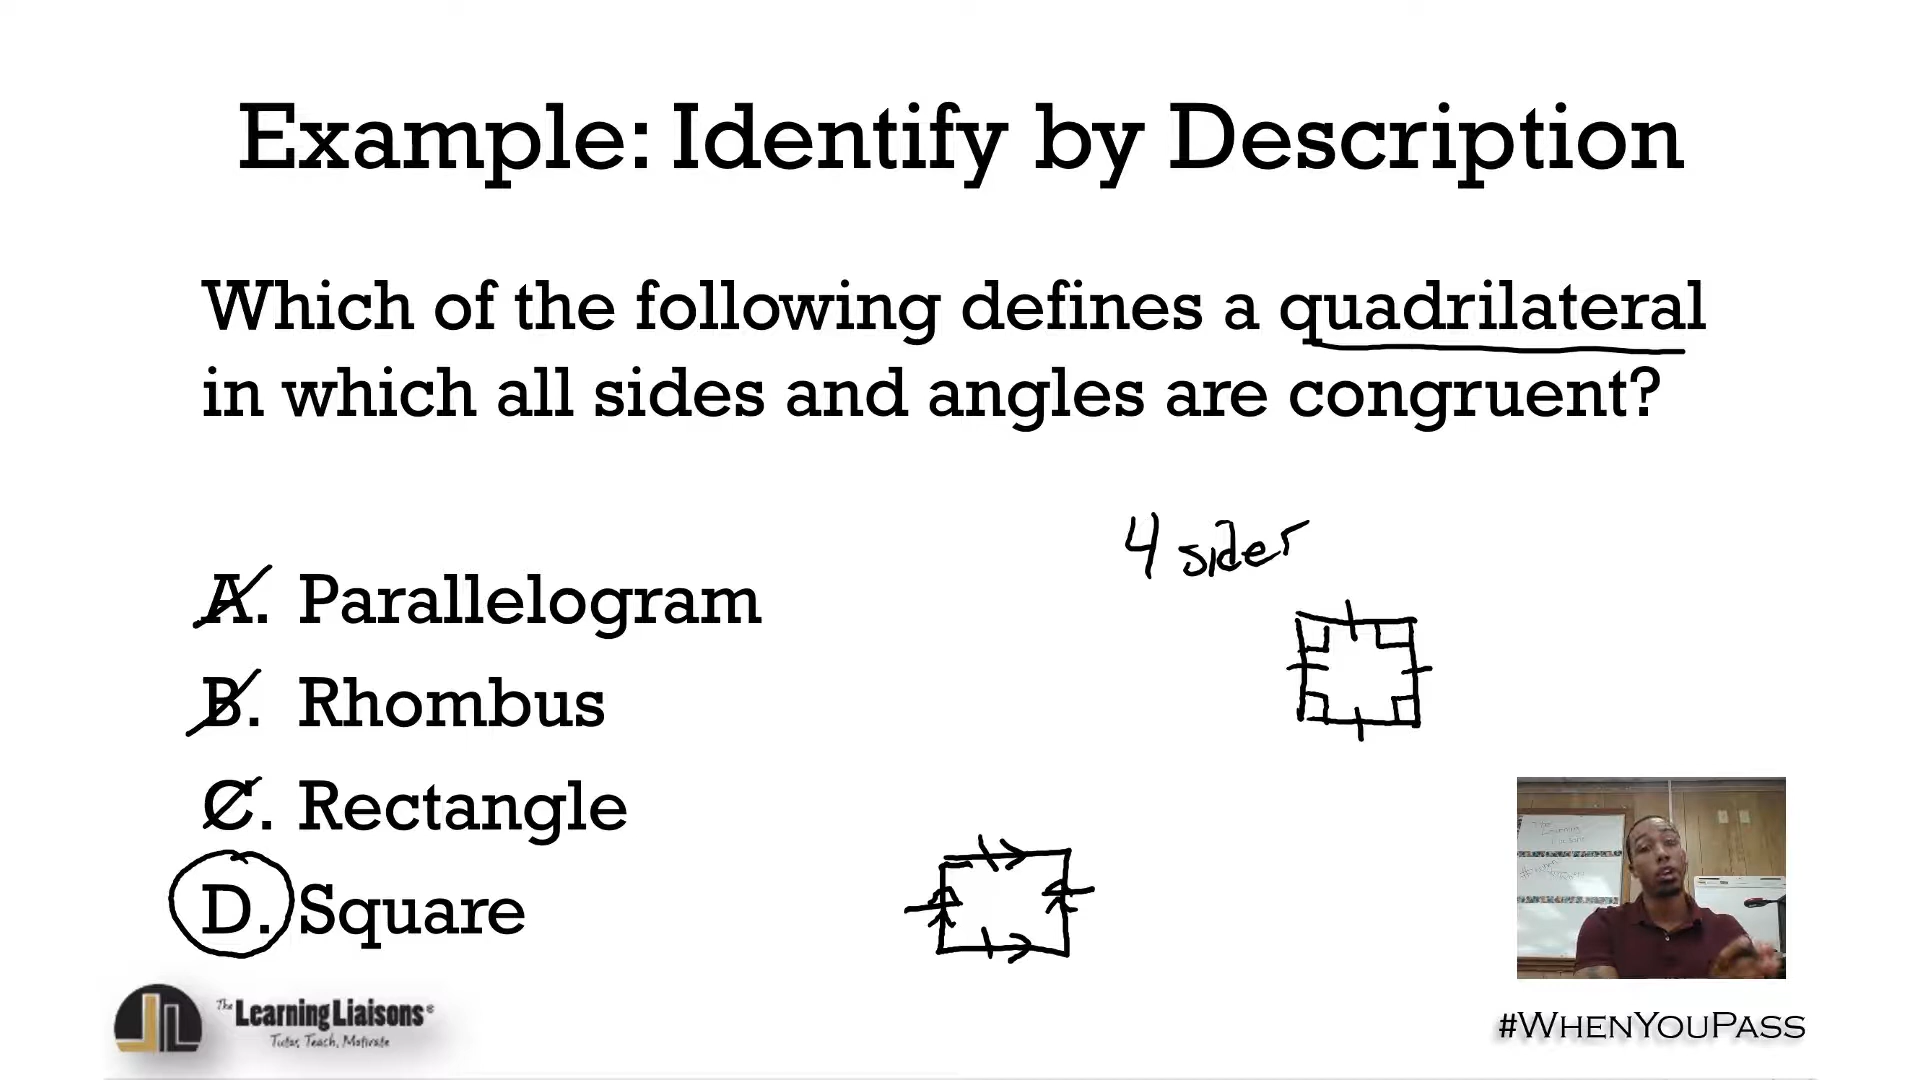 Example: Identify by Description
Which of the following defines a quadrilateral
in which all sides and angles are congruent?
4 sider
A. Parallelogram
B. Rhombus
C. Rectangle
D. Square
The Learning Liaisons®
Tutor, Teach, Motivate
#WHENYOUPASS